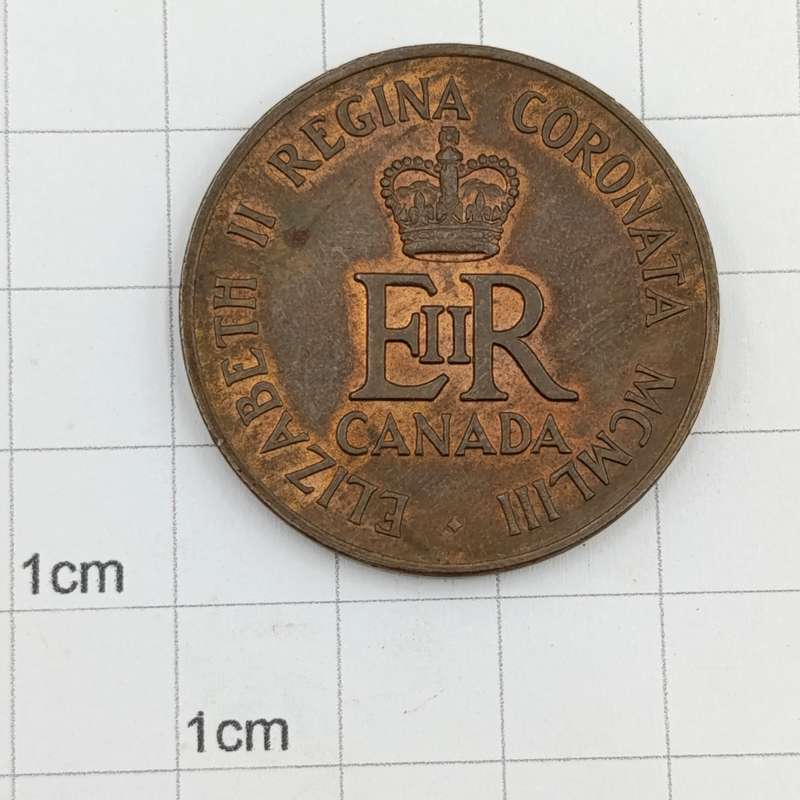 ELIZABETH II REGINA CORONATA MCMLIII
EIIR
CANADA
1cm
1cm